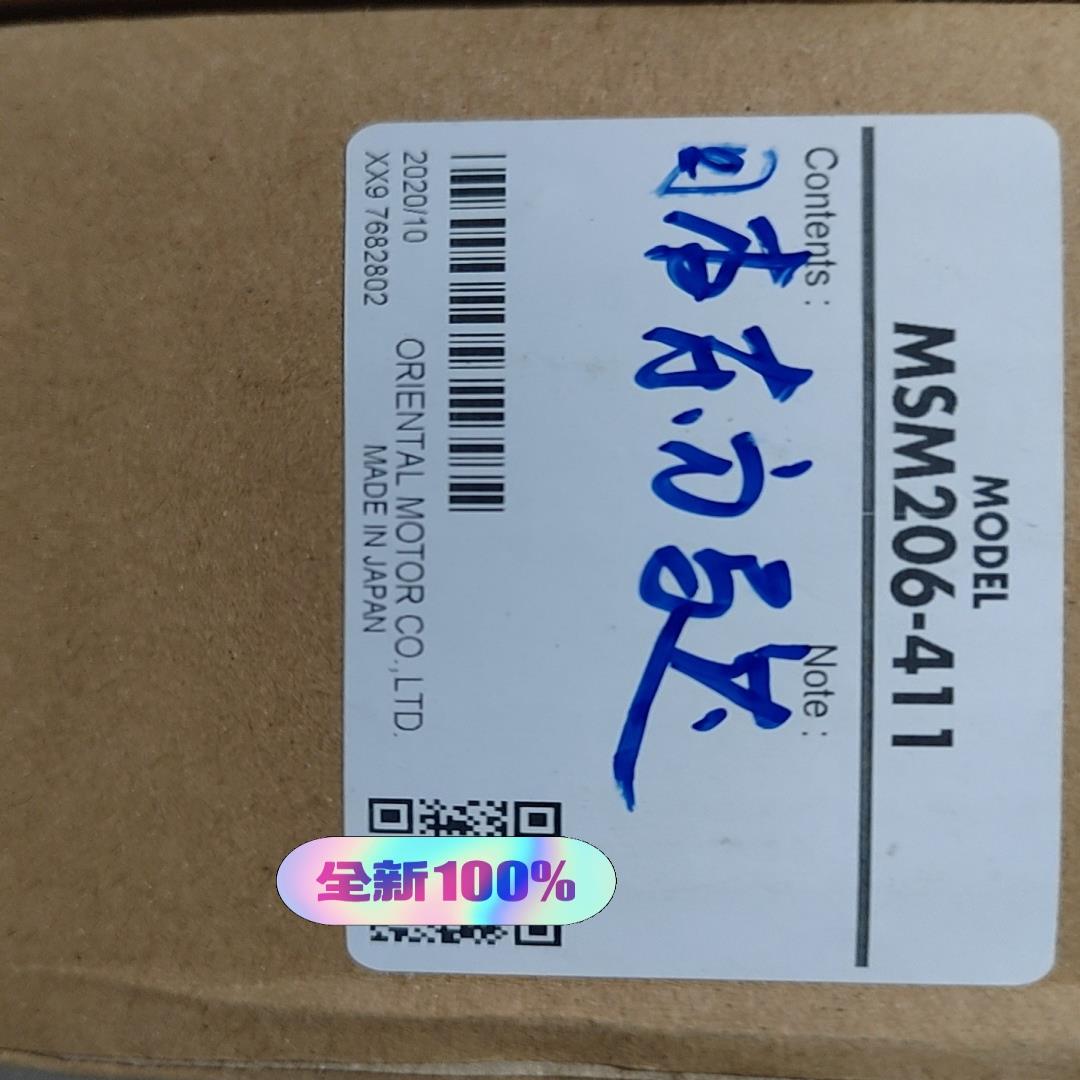 MODEL
MSM206-411
Contents :
Note :
2020/10
ORIENTAL MOTOR CO.,LTD.
XX9 7682802
MADE IN JAPAN
全新100%